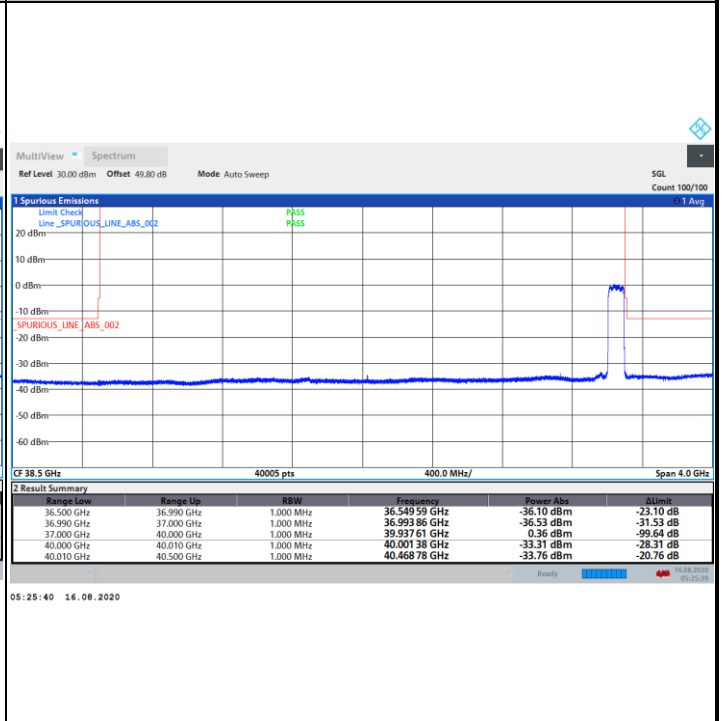 MultiView Spectrum
Ref Level 30.00 dBm Offset 49.80 dB Mode Auto Sweep SGL
Count 100/100
1 Spurious Emissions 1 Avg
Limit Check PASS
Line _SPURIOUS_LINE_ABS_002 PASS
20 dBm
10 dBm
0 dBm
-10 dBm
_SPURIOUS_LINE_ABS_002
-20 dBm
-30 dBm
-40 dBm
-50 dBm
-60 dBm
CF 38.5 GHz 40005 pts 400.0 MHz/ Span 4.0 GHz
2 Result Summary
Range Low Range Up RBW Frequency Power Abs ΔLimit
36.500 GHz 36.990 GHz 1.000 MHz 36.549 59 GHz -36.10 dBm -23.10 dB
36.990 GHz 37.000 GHz 1.000 MHz 36.993 86 GHz -36.53 dBm -31.53 dB
37.000 GHz 40.000 GHz 1.000 MHz 39.937 61 GHz 0.36 dBm -99.64 dB
40.000 GHz 40.010 GHz 1.000 MHz 40.001 38 GHz -33.31 dBm -28.31 dB
40.010 GHz 40.500 GHz 1.000 MHz 40.468 78 GHz -33.76 dBm -20.76 dB
Ready 16.08.2020
05:25:39
05:25:40 16.08.2020